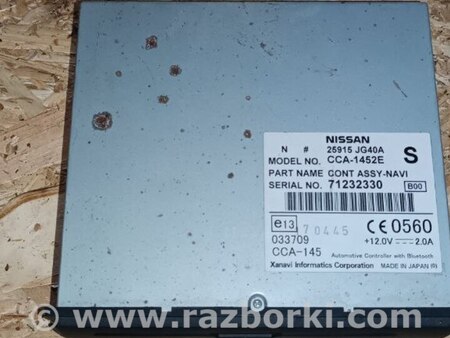 NISSAN
N # 25915 JG40A
MODEL NO. CCA-1452E S
PART NAME CONT ASSY-NAVI
SERIAL NO. 71232330 B00
e13 170445 CE0560
033709 +12.0V 2.0A
CCA-145 Automotive Controller with Bluetooth
Xanavi Informatics Corporation MADE IN JAPAN (0)
www.razborki.com